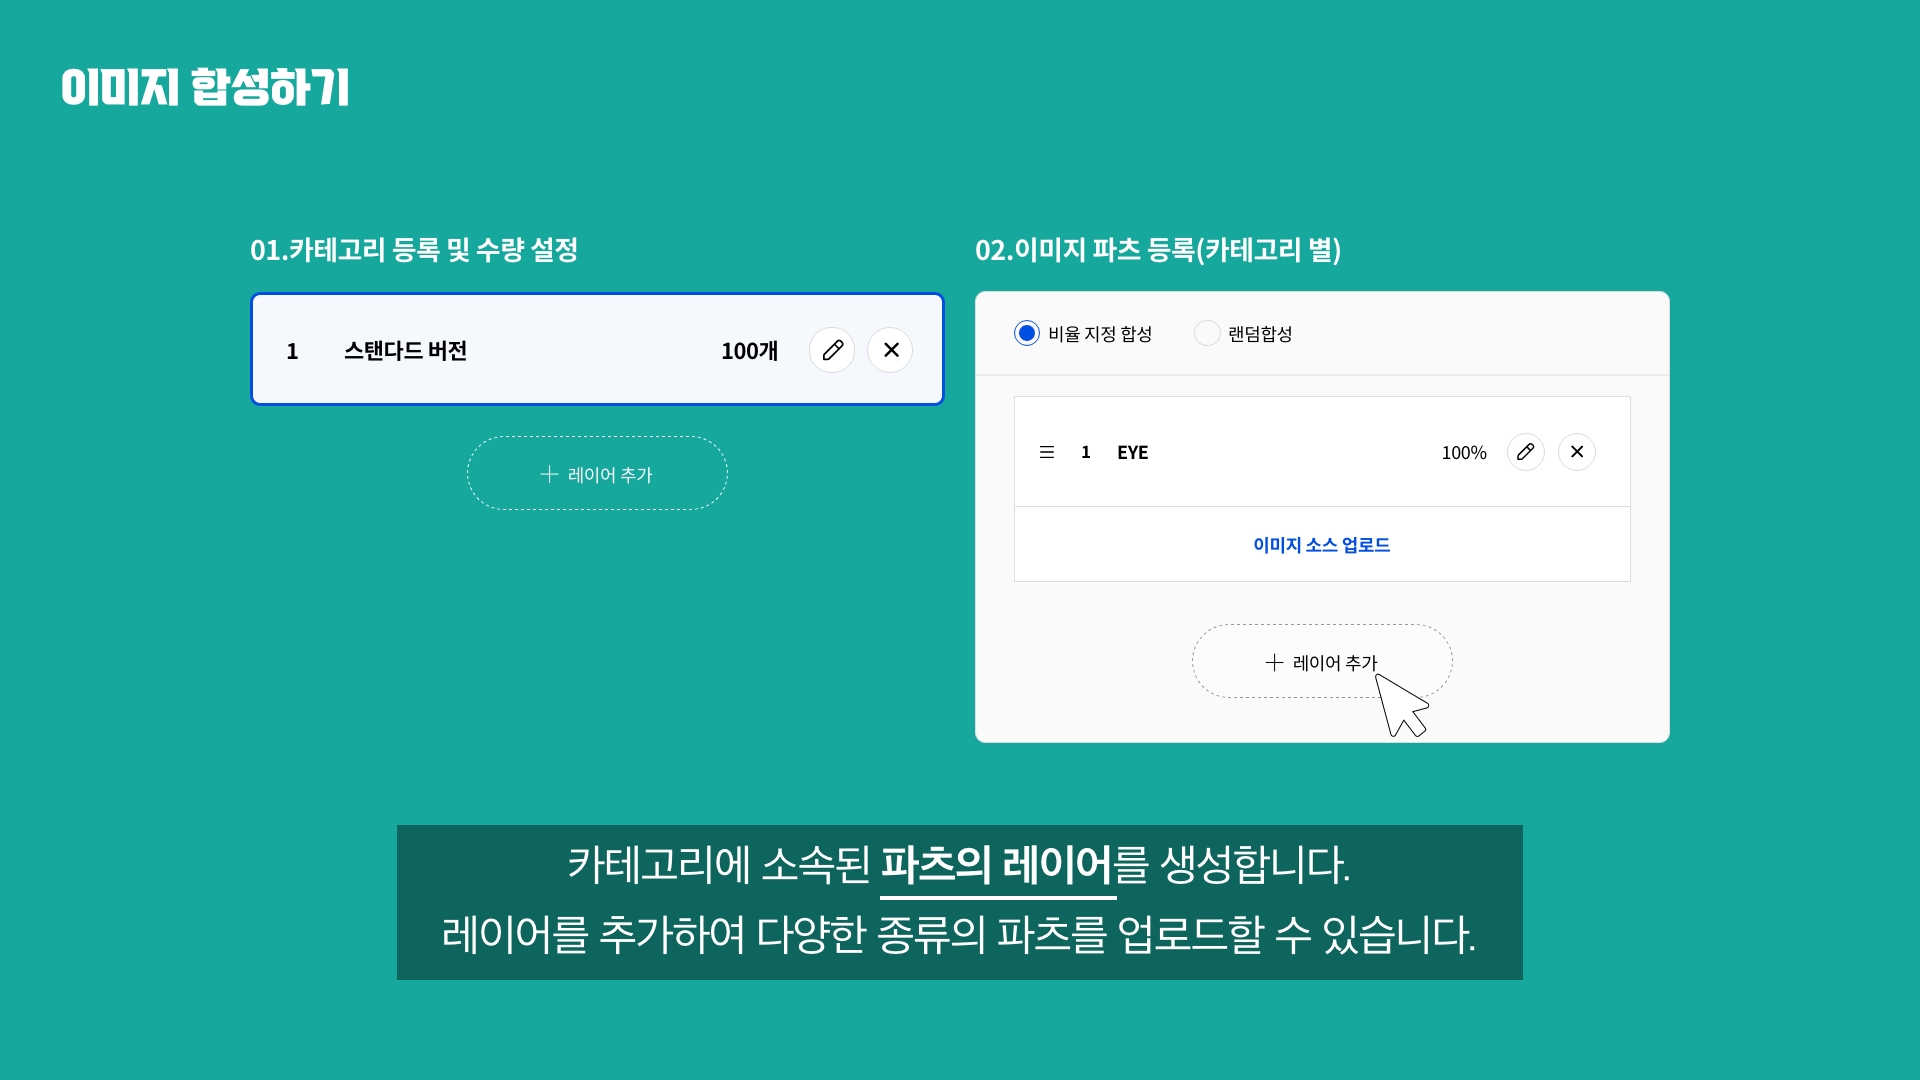 이미지 합성하기
01.카테고리 등록 및 수량 설정
1 스탠다드 버전 100개
+ 레이어 추가
02.이미지 파츠 등록(카테고리 별)
비율 지정 합성 랜덤합성
1 EYE 100%
이미지 소스 업로드
+ 레이어 추가
카테고리에 소속된 파츠의 레이어를 생성합니다.
레이어를 추가하여 다양한 종류의 파츠를 업로드할 수 있습니다.